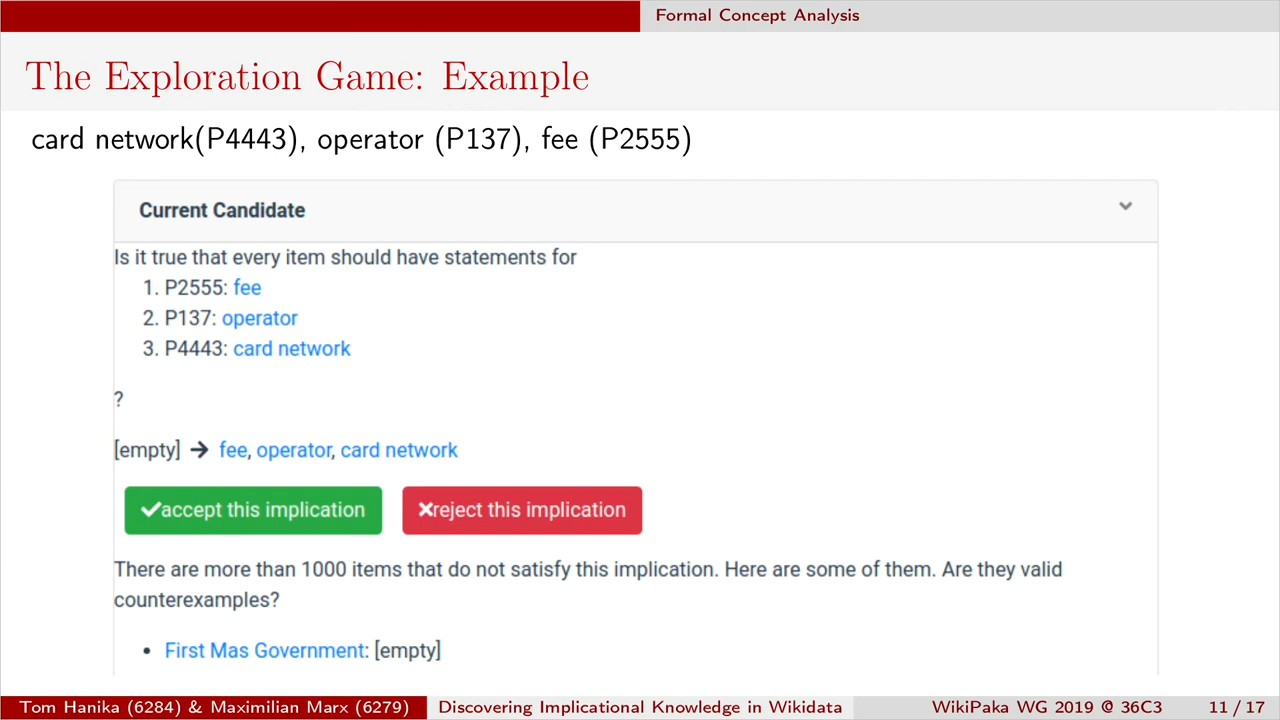 Formal Concept Analysis
The Exploration Game: Example
card network(P4443), operator (P137), fee (P2555)
Current Candidate
Is it true that every item should have statements for
1. P2555: fee
2. P137: operator
3. P4443: card network
?
[empty] → fee, operator, card network
✔accept this implication ✖reject this implication
There are more than 1000 items that do not satisfy this implication. Here are some of them. Are they valid
counterexamples?
• First Mas Government: [empty]
Tom Hanika (6284) & Maximilian Marx (6279) Discovering Implicational Knowledge in Wikidata WikiPaka WG 2019 @ 36C3 11 / 17